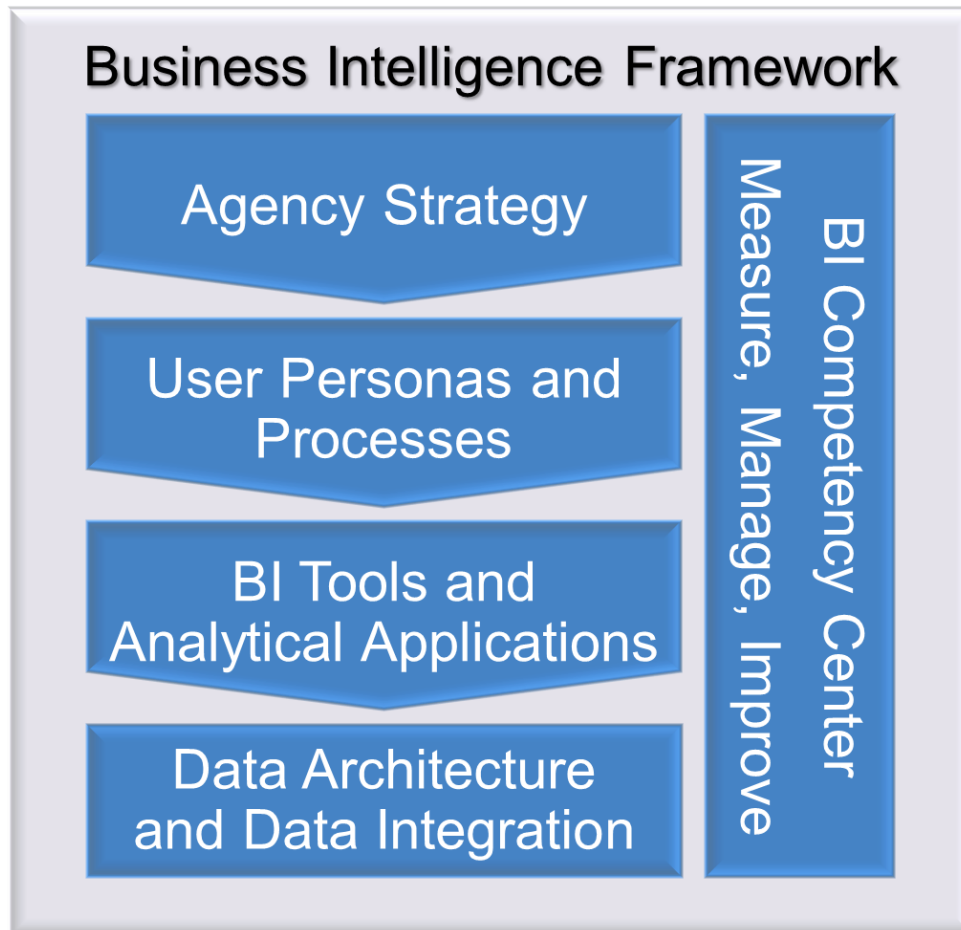 Business Intelligence Framework
Agency Strategy
User Personas and
Processes
BI Tools and
Analytical Applications
Data Architecture
and Data Integration
BI Competency Center
Measure, Manage, Improve